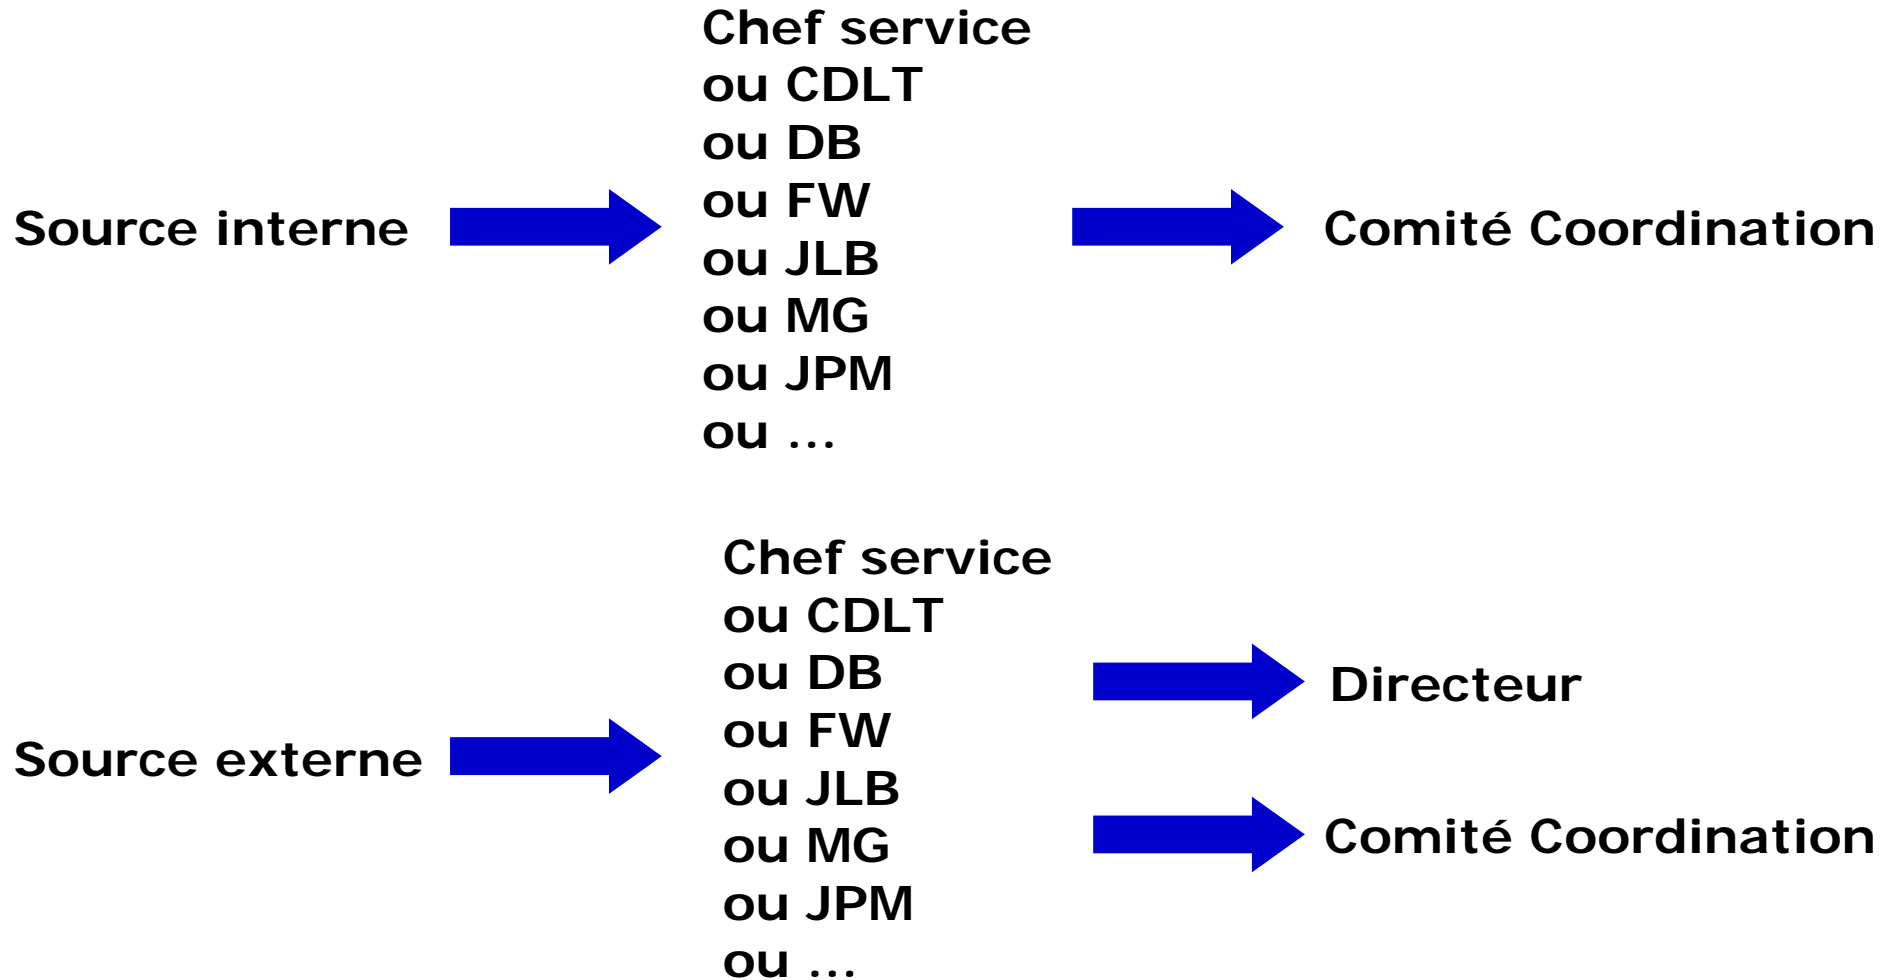 Chef service
ou CDLT
ou DB
ou FW
Source interne
ou JLB
ou MG
ou JPM
ou ...
Comité Coordination
Chef service
ou CDLT
ou DB
ou FW
Source externe
ou JLB
ou MG
ou JPM
ou ...
Directeur
Comité Coordination